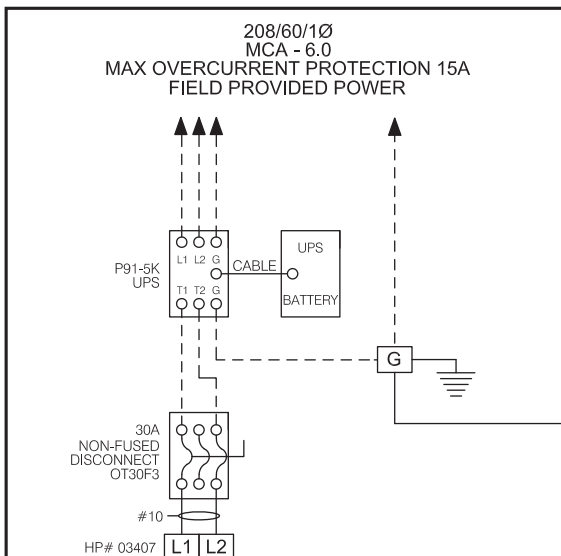 208/60/1Ø
MCA - 6.0
MAX OVERCURRENT PROTECTION 15A
FIELD PROVIDED POWER
L1 L2 G
P91-5K
UPS
CABLE
UPS
BATTERY
T1 T2 G
G
30A
NON-FUSED
DISCONNECT
OT30F3
#10
HP# 03407
L1 L2